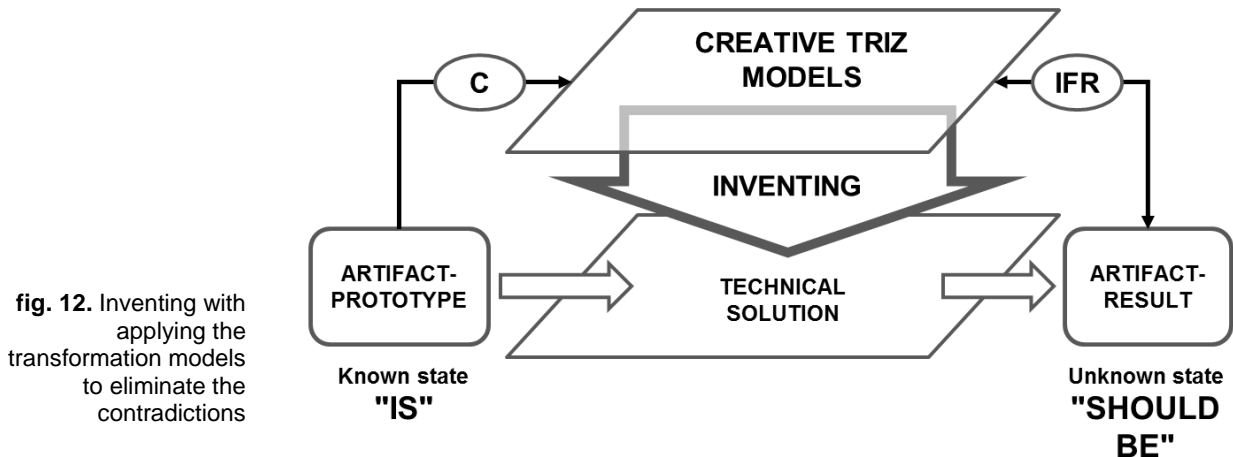 CREATIVE TRIZ
MODELS
C
IFR
INVENTING
ARTIFACT-
PROTOTYPE
TECHNICAL
SOLUTION
ARTIFACT-
RESULT
Known state
"IS"
Unknown state
"SHOULD
BE"
fig. 12. Inventing with
applying the
transformation models
to eliminate the
contradictions